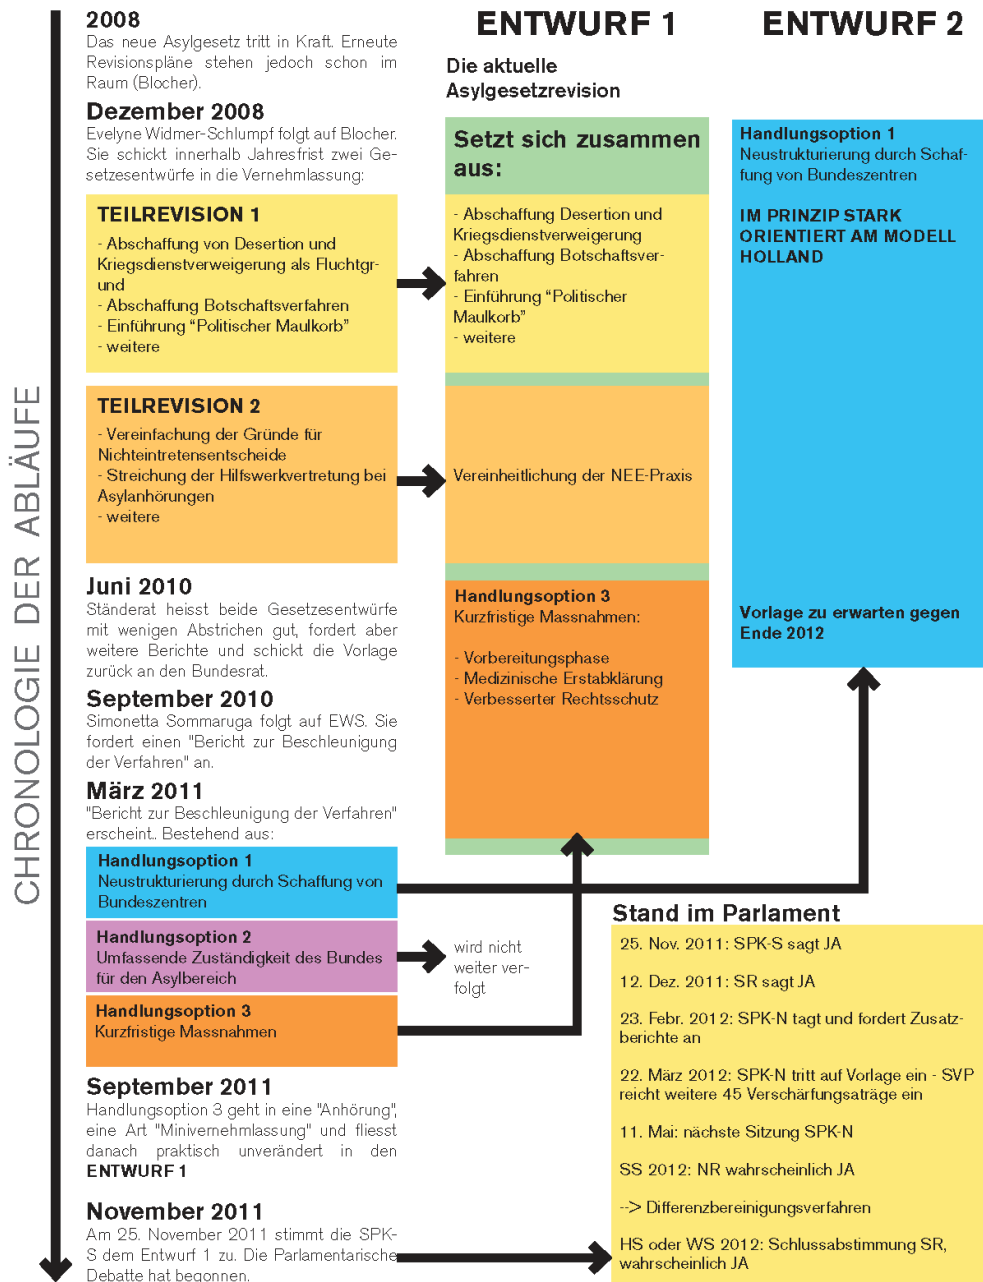 CHRONOLOGIE DER ABLÄUFE
2008
Das neue Asylgesetz tritt in Kraft. Erneute
Revisionspläne stehen jedoch schon im
Raum (Blocher).
Dezember 2008
Evelyne Widmer-Schlumpf folgt auf Blocher.
Sie schickt innerhalb Jahresfrist zwei Ge-
setzesentwürfe in die Vernehmlassung:
TEILREVISION 1
- Abschaffung von Desertion und
Kriegsdienstverweigerung als Fluchtgr-
und
- Abschaffung Botschaftsverfahren
- Einführung “Politischer Maulkorb”
- weitere
TEILREVISION 2
- Vereinfachung der Gründe für
Nichteintretensentscheide
- Streichung der Hilfswerkvertretung bei
Asylanhörungen
- weitere
Juni 2010
Ständerat heisst beide Gesetzesentwürfe
mit wenigen Abstrichen gut, fordert aber
weitere Berichte und schickt die Vorlage
zurück an den Bundesrat.
September 2010
Simonetta Sommaruga folgt auf EWS. Sie
fordert einen "Bericht zur Beschleunigung
der Verfahren" an.
März 2011
"Bericht zur Beschleunigung der Verfahren"
erscheint.. Bestehend aus:
Handlungsoption 1
Neustrukturierung durch Schaffung von
Bundeszentren
Handlungsoption 2
Umfassende Zuständigkeit des Bundes
für den Asylbereich
Handlungsoption 3
Kurzfristige Massnahmen
September 2011
Handlungsoption 3 geht in eine "Anhörung",
eine Art "Minivernehmlassung" und fliesst
danach praktisch unverändert in den
ENTWURF 1
November 2011
Am 25. November 2011 stimmt die SPK-
S dem Entwurf 1 zu. Die Parlamentarische
Debatte hat begonnen.
ENTWURF 1
Die aktuelle
Asylgesetzrevision
Setzt sich zusammen
aus:
- Abschaffung Desertion und
Kriegsdienstverweigerung
- Abschaffung Botschaftsver-
fahren
- Einführung “Politischer
Maulkorb”
- weitere
Vereinheitlichung der NEE-Praxis
Handlungsoption 3
Kurzfristige Massnahmen:
- Vorbereitungsphase
- Medizinische Erstabklärung
- Verbesserter Rechtsschutz
wird nicht
weiter ver-
folgt
ENTWURF 2
Handlungsoption 1
Neustrukturierung durch Schaf-
fung von Bundeszentren
IM PRINZIP STARK
ORIENTIERT AM MODELL
HOLLAND
Vorlage zu erwarten gegen
Ende 2012
Stand im Parlament
25. Nov. 2011: SPK-S sagt JA
12. Dez. 2011: SR sagt JA
23. Febr. 2012: SPK-N tagt und fordert Zusatz-
berichte an
22. März 2012: SPK-N tritt auf Vorlage ein - SVP
reicht weitere 45 Verschärfungsaträge ein
11. Mai: nächste Sitzung SPK-N
SS 2012: NR wahrscheinlich JA
--> Differenzbereinigungsverfahren
HS oder WS 2012: Schlussabstimmung SR,
wahrscheinlich JA